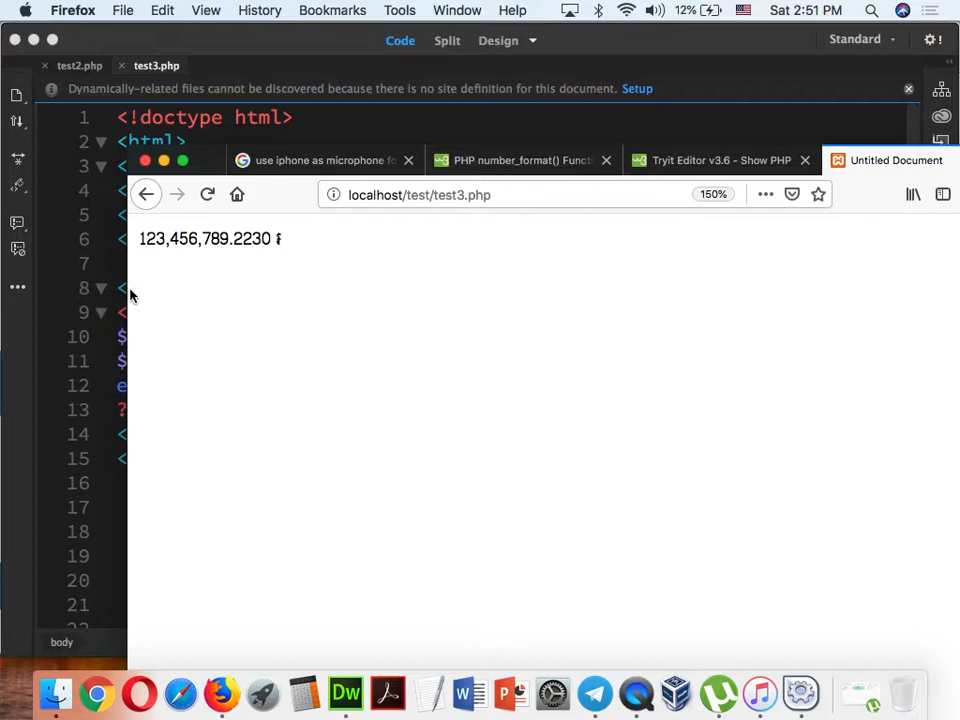 Firefox File Edit View History Bookmarks Tools Window Help 12% Sat 2:51 PM
Code Split Design Standard
test2.php test3.php
Dynamically-related files cannot be discovered because there is no site definition for this document. Setup
1 <!doctype html>
2 <html>
3 <
4 <
5 <
6 <
7
8 <
9 <
10 $
11 $
12 e
13 ?
14 <
15 <
16
17
18
19
20
21
22
body
use iphone as microphone fo PHP number_format() Functi Tryit Editor v3.6 - Show PHP Untitled Document
localhost/test/test3.php 150%
123,456,789.2230
Dw W P